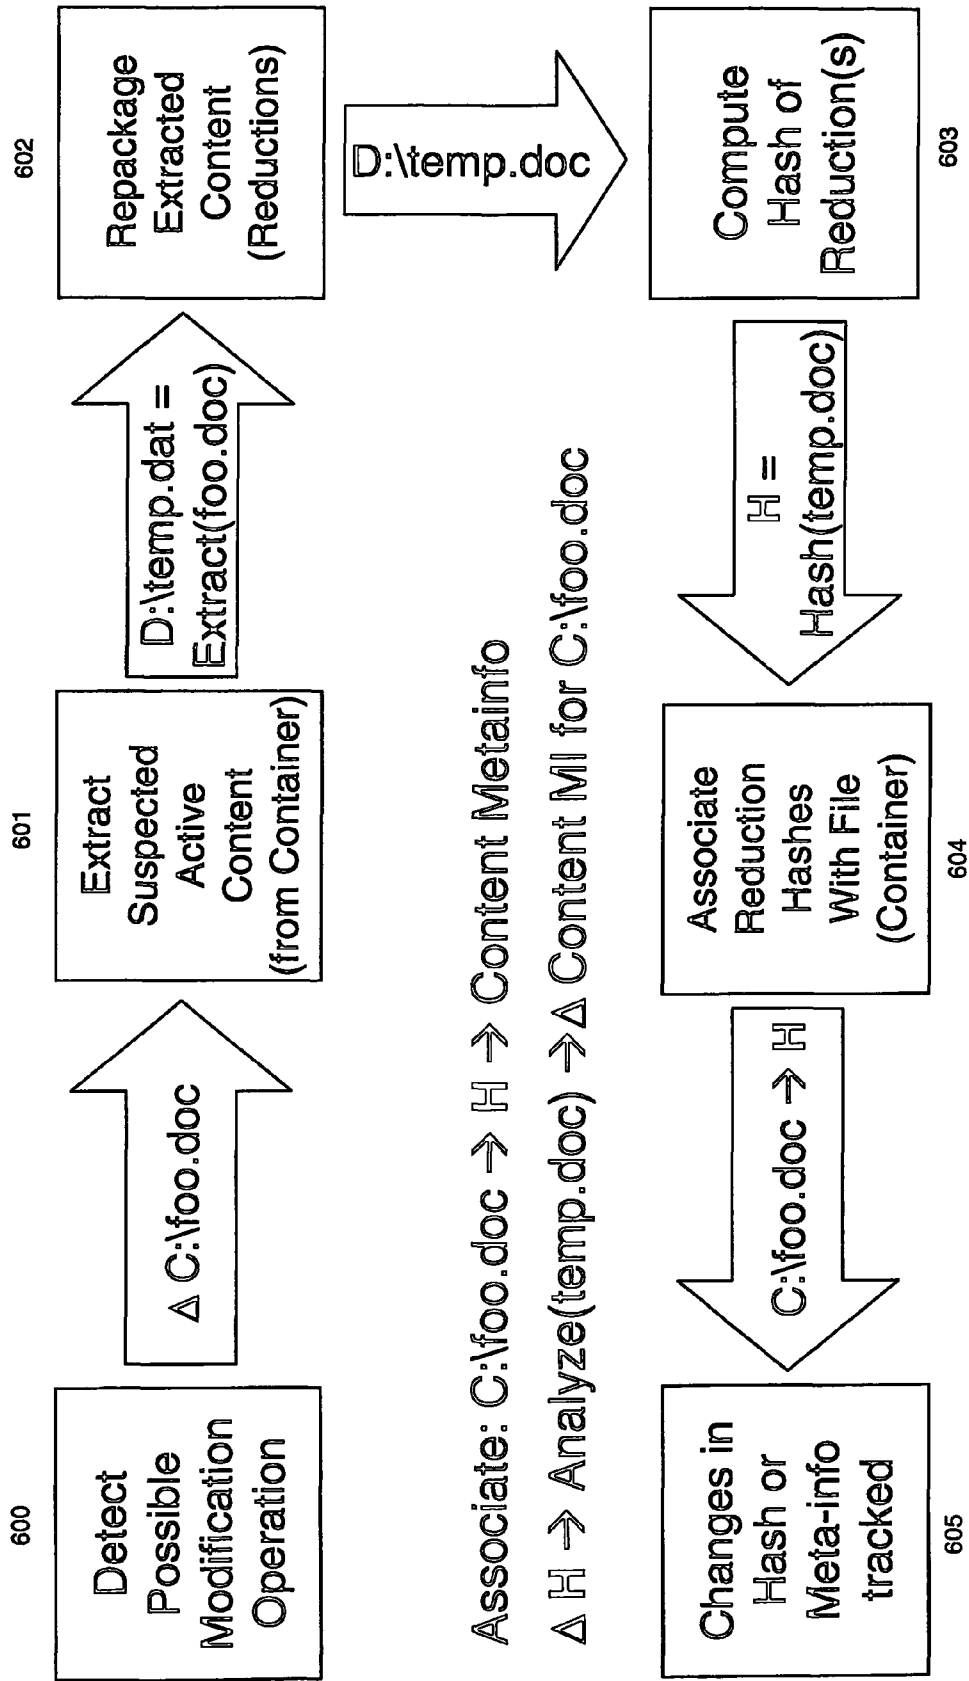 600
Detect
Possible
Modification
Operation
Δ C:\foo.doc
601
Extract
Suspected
Active
Content
(from Container)
D:\temp.dat =
Extract(foo.doc)
602
Repackage
Extracted
Content
(Reductions)
D:\temp.doc
Compute
Hash of
Reduction(s)
603
H =
Hash(temp.doc)
Associate
Reduction
Hashes
With File
(Container)
604
C:\foo.doc → H
Changes in
Hash or
Meta-info
tracked
605
Associate: C:\foo.doc → H → Content Metainfo
Δ H → Analyze(temp.doc) → Δ Content MI for C:\foo.doc